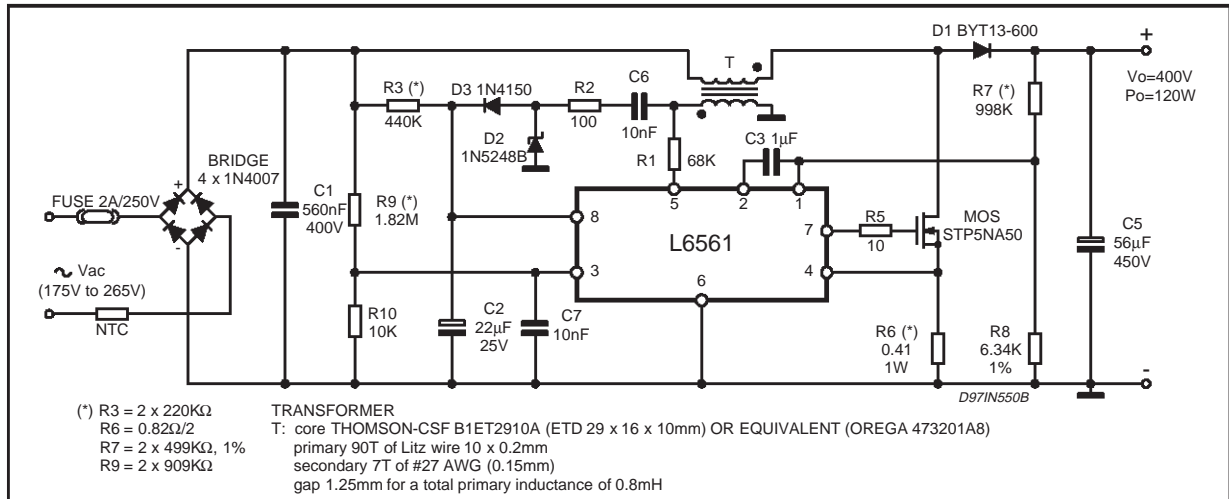 D1 BYT13-600
+
T
Vo=400V
Po=120W
R3 (*)
440K
D3 1N4150
R2
100
C6
10nF
R7 (*)
998K
D2
1N5248B
C3 1µF
R1
68K
BRIDGE
4 x 1N4007
+
-
FUSE 2A/250V
C1
560nF
400V
R9 (*)
1.82M
5
2
1
8
3
7
4
6
L6561
R5
10
MOS
STP5NA50
C5
56µF
450V
Vac
(175V to 265V)
NTC
R10
10K
C2
22µF
25V
C7
10nF
R6 (*)
0.41
1W
R8
6.34K
1%
-
D97IN550B
(*) R3 = 2 x 220KΩ
R6 = 0.82Ω/2
R7 = 2 x 499KΩ, 1%
R9 = 2 x 909KΩ
TRANSFORMER
T: core THOMSON-CSF B1ET2910A (ETD 29 x 16 x 10mm) OR EQUIVALENT (OREGA 473201A8)
primary 90T of Litz wire 10 x 0.2mm
secondary 7T of #27 AWG (0.15mm)
gap 1.25mm for a total primary inductance of 0.8mH